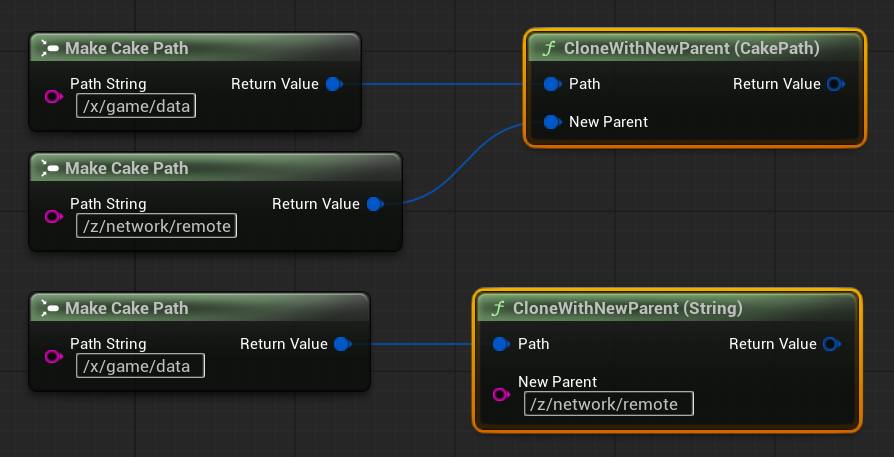 Make Cake Path
Path String Return Value
/x/game/data
CloneWithNewParent (CakePath)
Path Return Value
New Parent
Make Cake Path
Path String Return Value
/z/network/remote
Make Cake Path
Path String Return Value
/x/game/data
CloneWithNewParent (String)
Path Return Value
New Parent
/z/network/remote